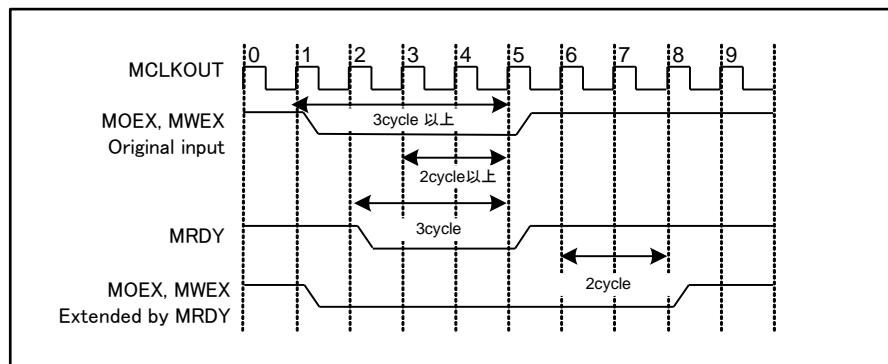 0 1 2 3 4 5 6 7 8 9
MCLKOUT
3cycle 以上
MOEX, MWEX
Original input
2cycle以上
3cycle
MRDY
2cycle
MOEX, MWEX
Extended by MRDY